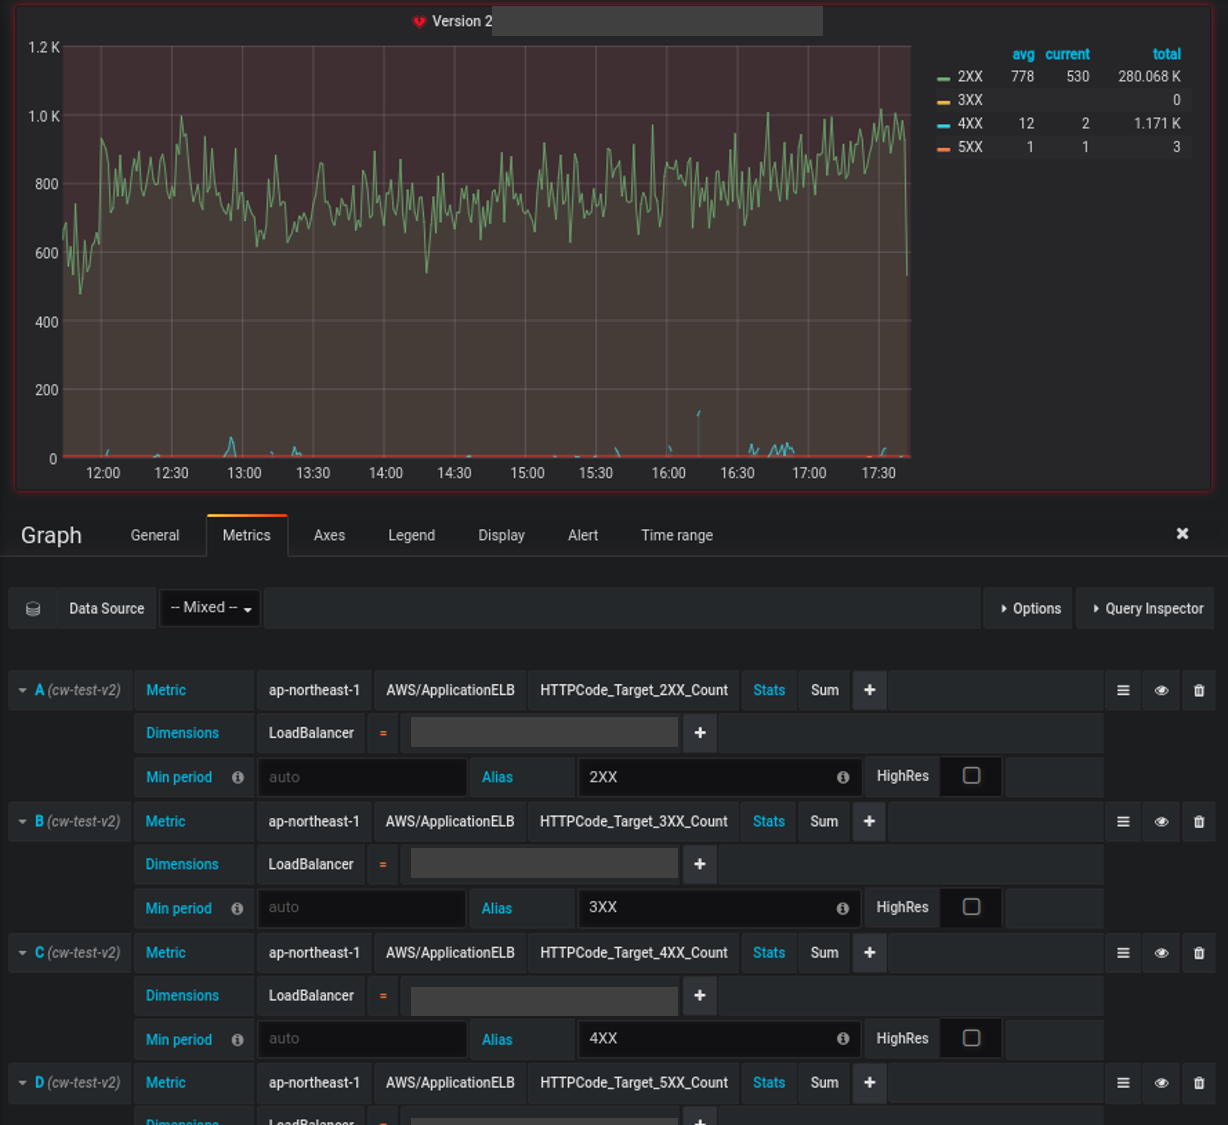 Version 2
avg current total
2XX 778 530 280.068 K
3XX 0
4XX 12 2 1.171 K
5XX 1 1 3
1.2 K
1.0 K
800
600
400
200
0
12:00 12:30 13:00 13:30 14:00 14:30 15:00 15:30 16:00 16:30 17:00 17:30
Graph General Metrics Axes Legend Display Alert Time range
Data Source -- Mixed -- Options Query Inspector
A (cw-test-v2) Metric ap-northeast-1 AWS/ApplicationELB HTTPCode_Target_2XX_Count Stats Sum +
Dimensions LoadBalancer = +
Min period auto Alias 2XX HighRes
B (cw-test-v2) Metric ap-northeast-1 AWS/ApplicationELB HTTPCode_Target_3XX_Count Stats Sum +
Dimensions LoadBalancer = +
Min period auto Alias 3XX HighRes
C (cw-test-v2) Metric ap-northeast-1 AWS/ApplicationELB HTTPCode_Target_4XX_Count Stats Sum +
Dimensions LoadBalancer = +
Min period auto Alias 4XX HighRes
D (cw-test-v2) Metric ap-northeast-1 AWS/ApplicationELB HTTPCode_Target_5XX_Count Stats Sum +
Dimensions LoadBalancer = +